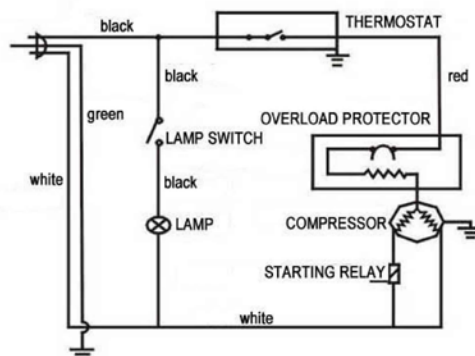 black
THERMOSTAT
black
red
green
OVERLOAD PROTECTOR
LAMP SWITCH
white
black
LAMP
COMPRESSOR
STARTING RELAY
white